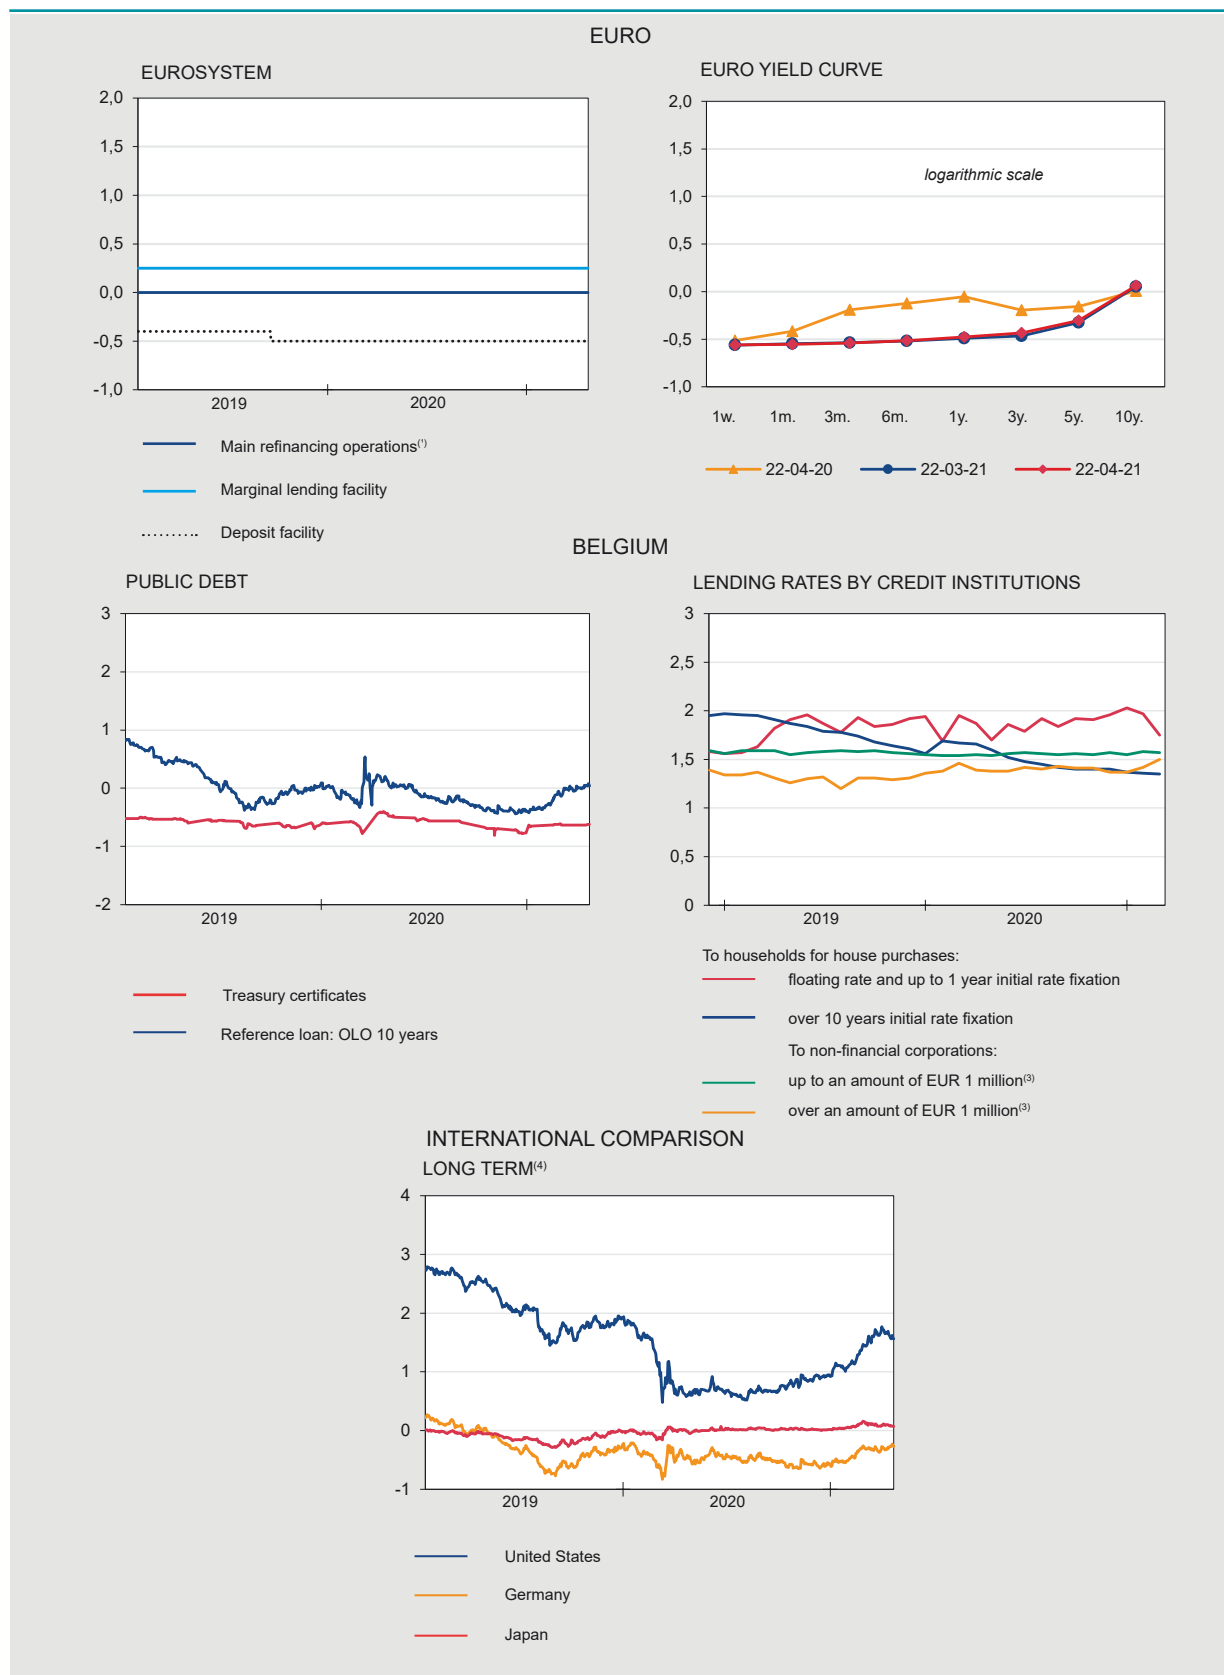 EURO
EUROSYSTEM
2,0
1,5
1,0
0,5
0,0
-0,5
-1,0
2019 2020
Main refinancing operations(¹)
Marginal lending facility
Deposit facility
EURO YIELD CURVE
2,0
1,5
1,0
0,5
0,0
-0,5
-1,0
logarithmic scale
1w. 1m. 3m. 6m. 1y. 3y. 5y. 10y.
22-04-20 22-03-21 22-04-21
BELGIUM
PUBLIC DEBT
3
2
1
0
-1
-2
2019 2020
Treasury certificates
Reference loan: OLO 10 years
LENDING RATES BY CREDIT INSTITUTIONS
3
2,5
2
1,5
1
0,5
0
2019 2020
To households for house purchases:
floating rate and up to 1 year initial rate fixation
over 10 years initial rate fixation
To non-financial corporations:
up to an amount of EUR 1 million(3)
over an amount of EUR 1 million(3)
INTERNATIONAL COMPARISON
LONG TERM(4)
4
3
2
1
0
-1
2019 2020
United States
Germany
Japan